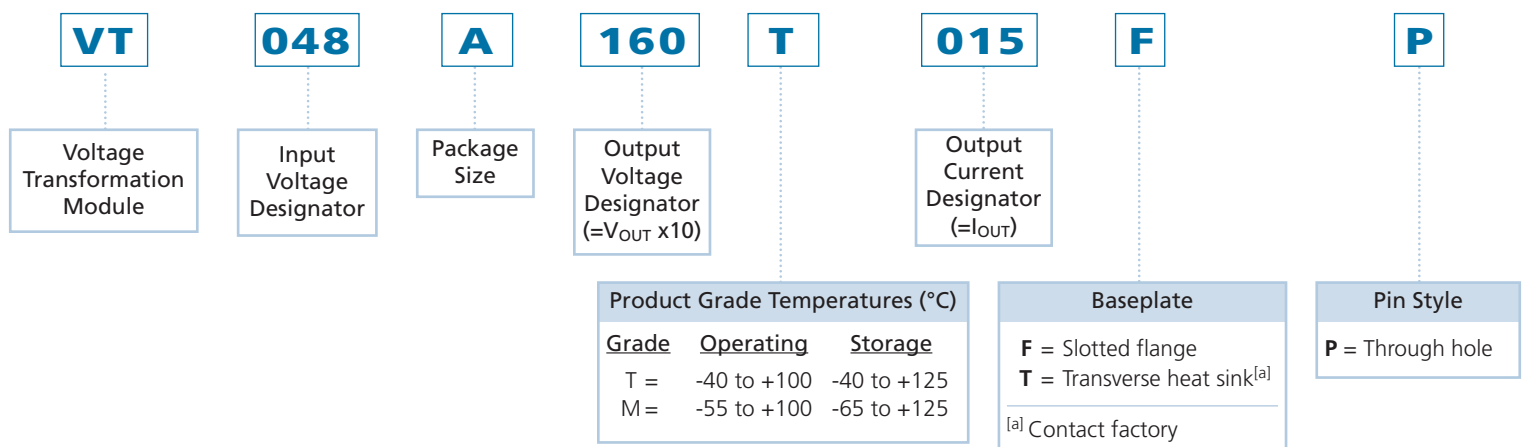 VT 048 A 160 T 015 F P
Voltage
Transformation
Module
Input
Voltage
Designator
Package
Size
Output
Voltage
Designator
(=VOUT x10)
Output
Current
Designator
(=IOUT)
Product Grade Temperatures (°C)
Grade Operating Storage
T = -40 to +100 -40 to +125
M = -55 to +100 -65 to +125
Baseplate
F = Slotted flange
T = Transverse heat sink[a]
[a] Contact factory
Pin Style
P = Through hole